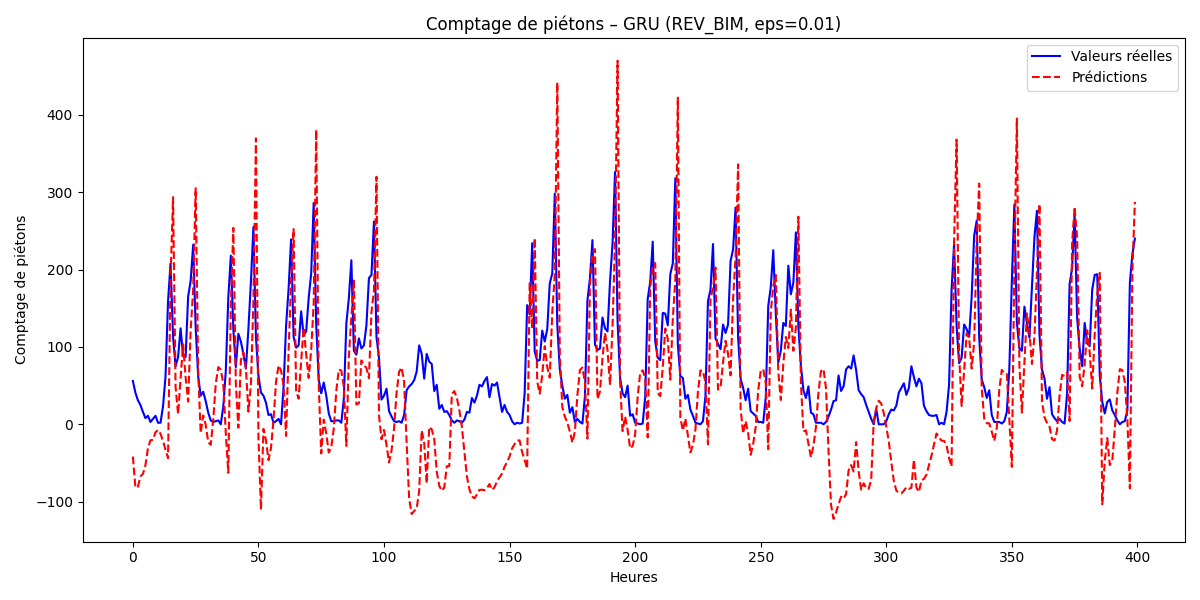 Comptage de piétons – GRU (REV_BIM, eps=0.01)
Valeurs réelles
Prédictions
Comptage de piétons
400
300
200
100
0
−100
0 50 100 150 200 250 300 350 400
Heures